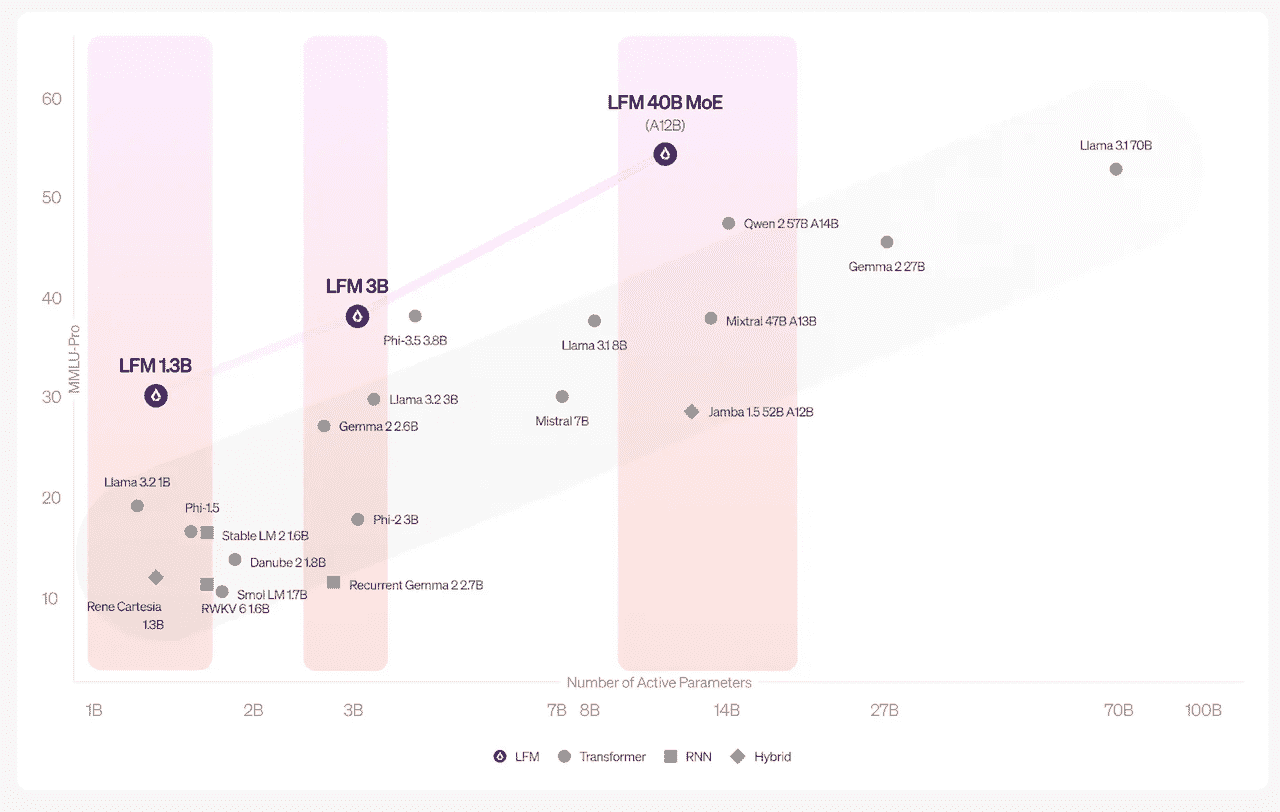 60
50
40
30
20
10
MMLU-Pro
LFM 40B MoE
(A12B)
Llama 3.1 70B
Qwen 2 57B A14B
Gemma 2 27B
LFM 3B
Phi-3.5 3.8B
Llama 3.1 8B
Mixtral 47B A13B
LFM 1.3B
Llama 3.2 3B
Mistral 7B
Jamba 1.5 52B A12B
Gemma 2 2.6B
Llama 3.2 1B
Phi-1.5
Phi-2 3B
Stable LM 2 1.6B
Danube 2 1.8B
Recurrent Gemma 2 2.7B
Smol LM 1.7B
Rene Cartesia
1.3B
RWKV 6 1.6B
Number of Active Parameters
1B 2B 3B 7B 8B 14B 27B 70B 100B
LFM Transformer RNN Hybrid